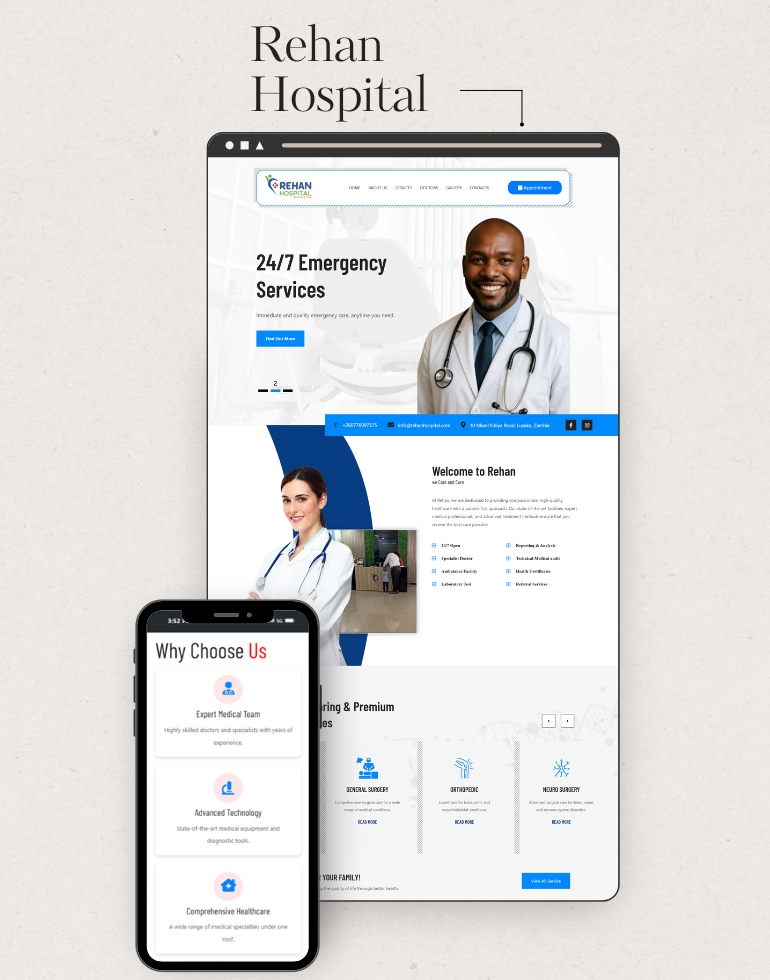 Rehan
Hospital
REHAN
HOSPITAL
HOME ABOUT US SERVICES DOCTORS GALLERY CONTACTS
Appointment
24/7 Emergency
Services
Immediate and quality emergency care, anytime you need.
Find Out More
2
+260770097375 info@rehanhospital.com 10 Nkanchibiya Road, Lusaka, Zambia
Welcome to Rehan
we Care and Cure
At Rehan, we are dedicated to providing compassionate, high-quality
healthcare with a patient-first approach. Our state-of-the-art facilities, expert
medical professionals, and advanced treatment methods ensure that you
receive the best care possible.
24/7 Open
Reporting & Analysis
Specialist Doctor
Technical Medical audit
Ambulance Facility
Health Certificates
Laboratory Test
Referral Services
3:52
5G
Why Choose Us
Expert Medical Team
Highly skilled doctors and specialists with years of
experience.
Advanced Technology
State-of-the-art medical equipment and
diagnostic tools.
Comprehensive Healthcare
A wide range of medical specialties under one
roof.
aring & Premium
es
GENERAL SURGERY
Comprehensive surgical care for a wide
range of medical conditions.
READ MORE
ORTHOPEDIC
Expert care for bone, joint, and
musculoskeletal conditions.
READ MORE
NEURO SURGERY
Advanced surgical care for brain, spine,
and nervous system disorders.
READ MORE
YOUR FAMILY!
the quality of life through better health.
View All Service